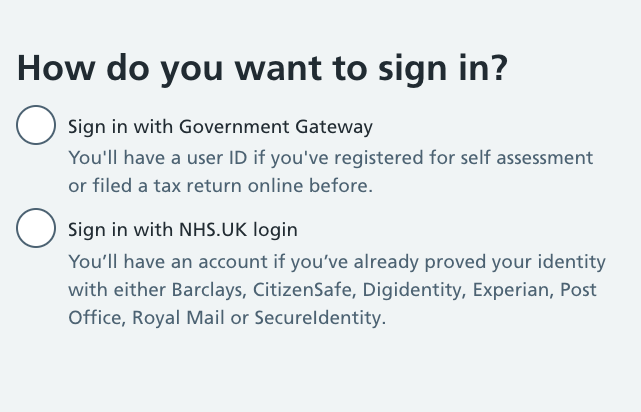 How do you want to sign in?
Sign in with Government Gateway
You'll have a user ID if you've registered for self assessment
or filed a tax return online before.
Sign in with NHS.UK login
You’ll have an account if you’ve already proved your identity
with either Barclays, CitizenSafe, Digidentity, Experian, Post
Office, Royal Mail or SecureIdentity.